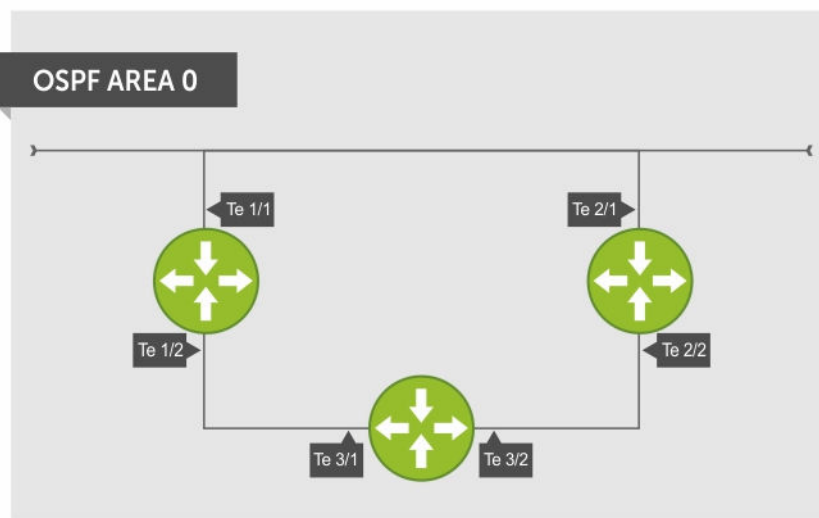 OSPF AREA 0
Te 1/1
Te 2/1
Te 1/2
Te 2/2
Te 3/1
Te 3/2